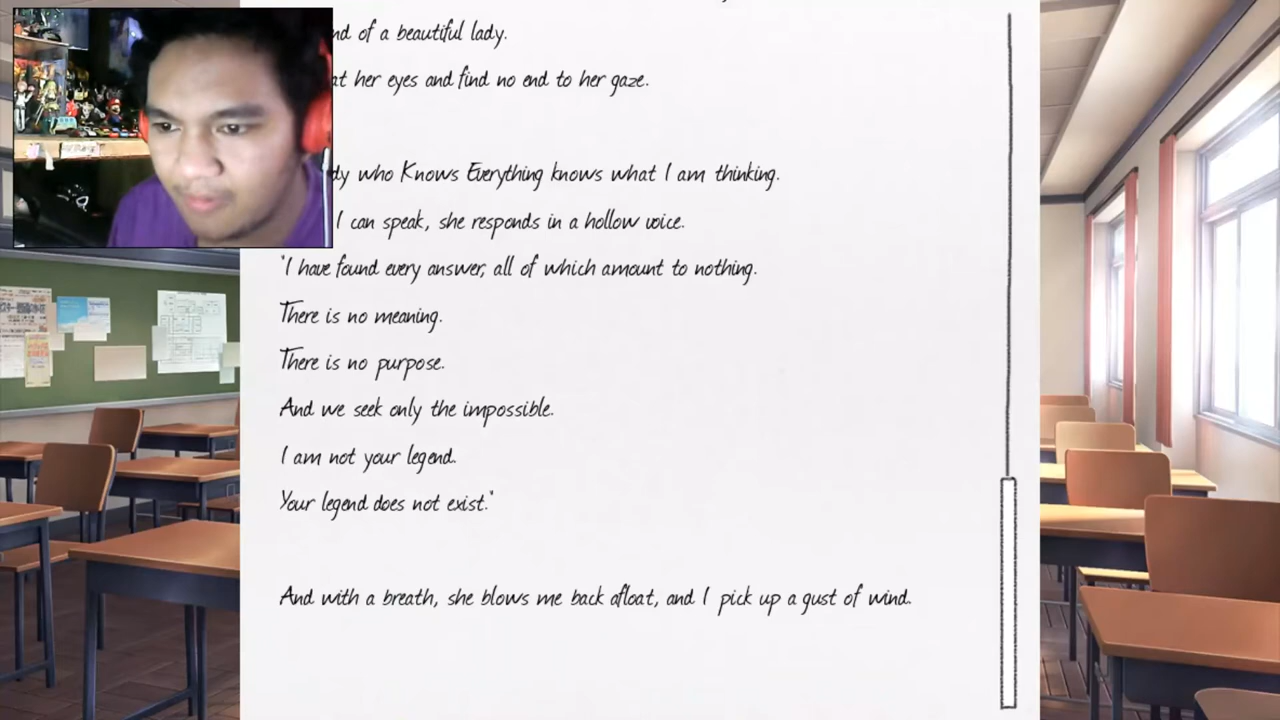 of a beautiful lady.
at her eyes and find no end to her gaze.
who Knows Everything knows what I am thinking.
I can speak, she responds in a hollow voice.
"I have found every answer, all of which amount to nothing.
There is no meaning.
There is no purpose.
And we seek only the impossible.
I am not your legend.
Your legend does not exist."
And with a breath, she blows me back afloat, and I pick up a gust of wind.